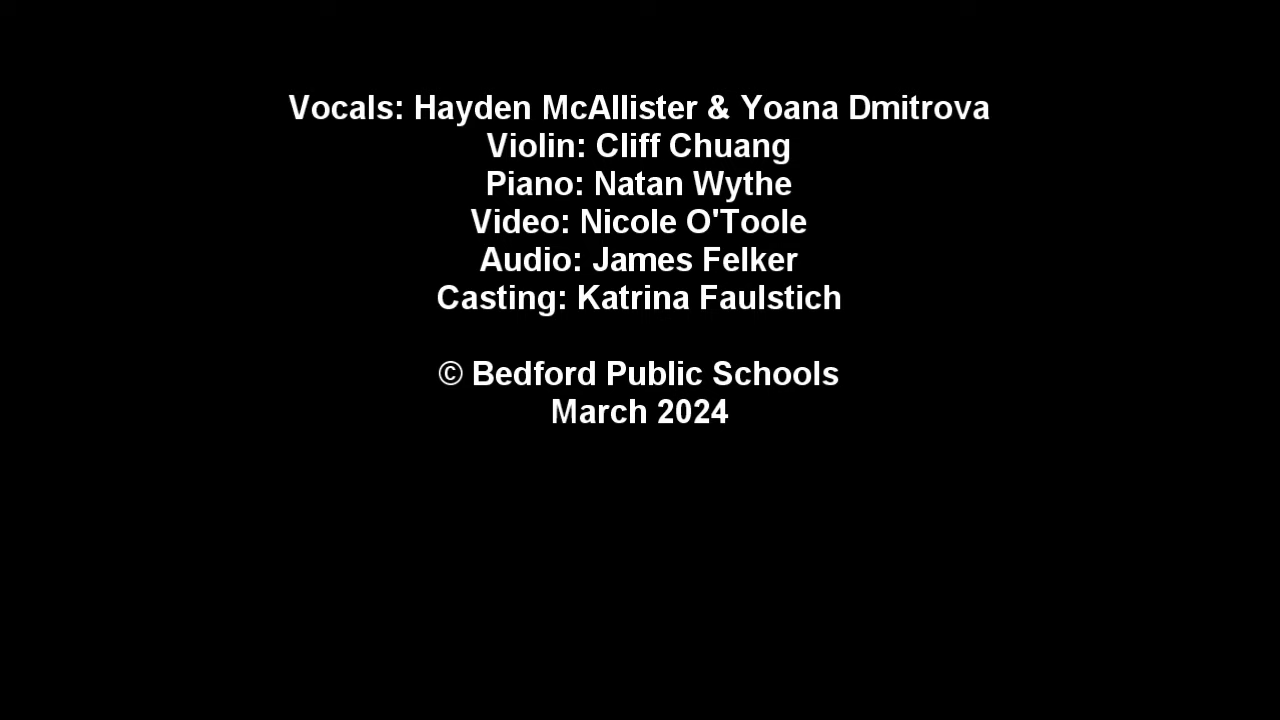 Vocals: Hayden McAllister & Yoana Dmitrova
Violin: Cliff Chuang
Piano: Natan Wythe
Video: Nicole O'Toole
Audio: James Felker
Casting: Katrina Faulstich
© Bedford Public Schools
March 2024